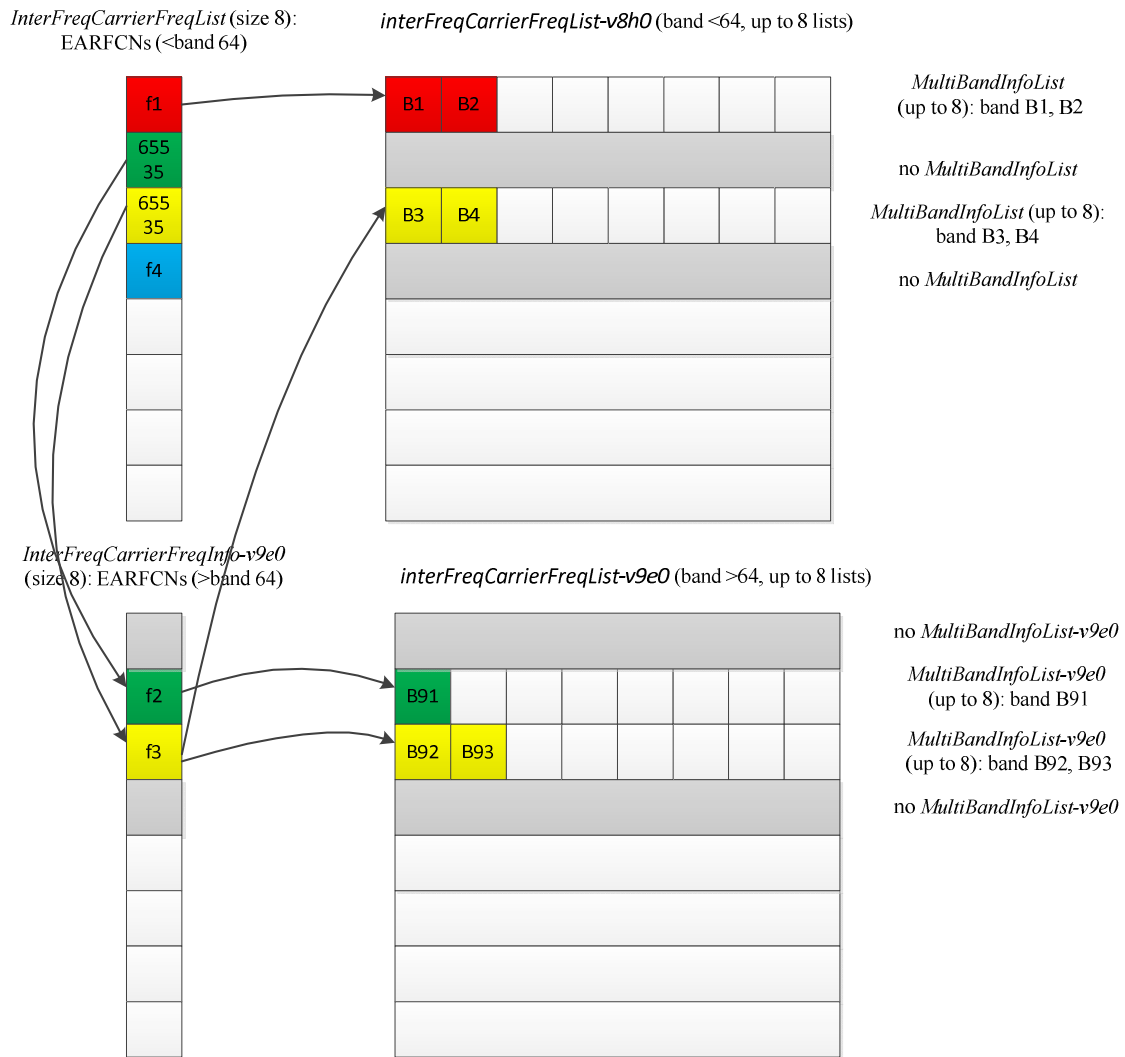 InterFreqCarrierFreqList (size 8):
EARFCNs (<band 64)
interFreqCarrierFreqList-v8h0 (band <64, up to 8 lists)
f1
B1 B2
MultiBandInfoList
(up to 8): band B1, B2
655
35
no MultiBandInfoList
655
35
B3 B4
MultiBandInfoList (up to 8):
band B3, B4
f4
no MultiBandInfoList
InterFreqCarrierFreqInfo-v9e0
(size 8): EARFCNs (>band 64)
interFreqCarrierFreqList-v9e0 (band >64, up to 8 lists)
no MultiBandInfoList-v9e0
f2
B91
MultiBandInfoList-v9e0
(up to 8): band B91
f3
B92 B93
MultiBandInfoList-v9e0
(up to 8): band B92, B93
no MultiBandInfoList-v9e0